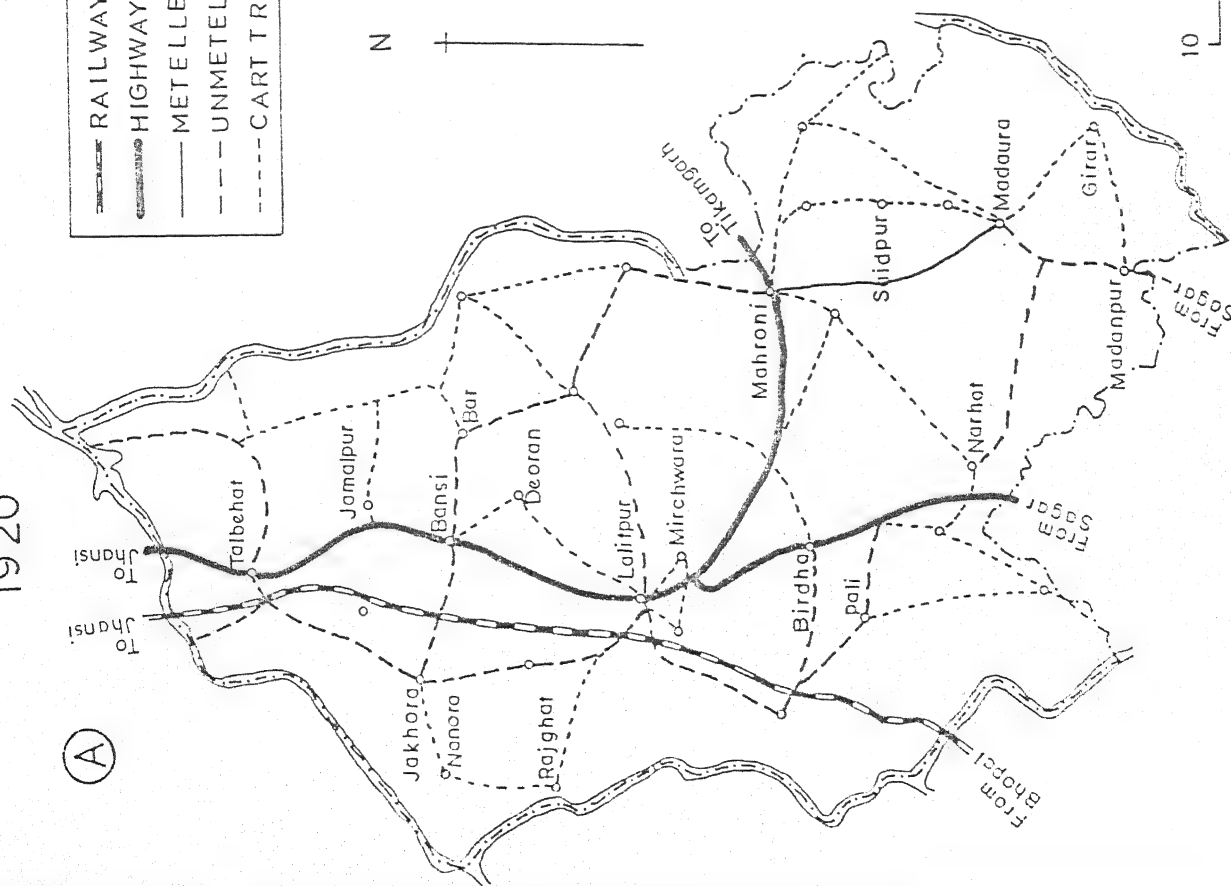 1920
A
RAILWAY
HIGHWAY
METELLE
UNMETEL
CART TR
N
10
To
Jhansi
To
Jhansi
Talbehat
Jamalpur
Bansi
Bar
Deoran
Jakhora
Nanora
Rajghat
Lalitpur
Mirchwara
Mahroni
To
Tikamgarh
Birdha
pali
Saidpur
Madaura
Girar
Narhat
Madanpur
From
Sagar
From
Sagar
From
Bhopal